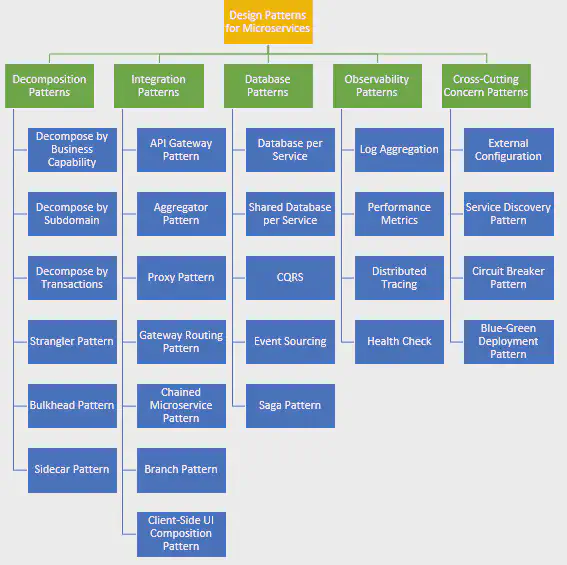 Design Patterns
for Microservices
Decomposition
Patterns
Integration
Patterns
Database
Patterns
Observability
Patterns
Cross-Cutting
Concern Patterns
Decompose by
Business
Capability
Decompose by
Subdomain
Decompose by
Transactions
Strangler Pattern
Bulkhead Pattern
Sidecar Pattern
API Gateway
Pattern
Aggregator
Pattern
Proxy Pattern
Gateway Routing
Pattern
Chained
Microservice
Pattern
Branch Pattern
Client-Side UI
Composition
Pattern
Database per
Service
Shared Database
per Service
CQRS
Event Sourcing
Saga Pattern
Log Aggregation
Performance
Metrics
Distributed
Tracing
Health Check
External
Configuration
Service Discovery
Pattern
Circuit Breaker
Pattern
Blue-Green
Deployment
Pattern